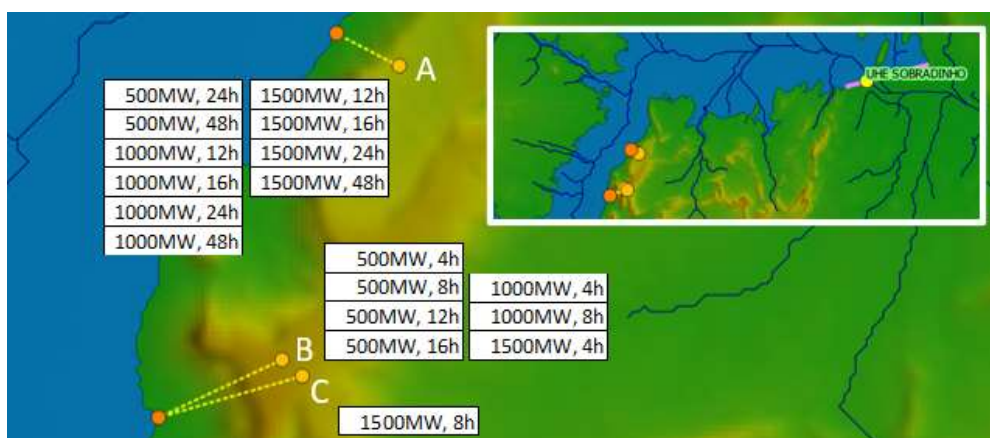 A
UHE SOBRADINHO
500MW, 24h
500MW, 48h
1000MW, 12h
1000MW, 16h
1000MW, 24h
1000MW, 48h
1500MW, 12h
1500MW, 16h
1500MW, 24h
1500MW, 48h
500MW, 4h
500MW, 8h
500MW, 12h
500MW, 16h
1000MW, 4h
1000MW, 8h
1500MW, 4h
B
C
1500MW, 8h